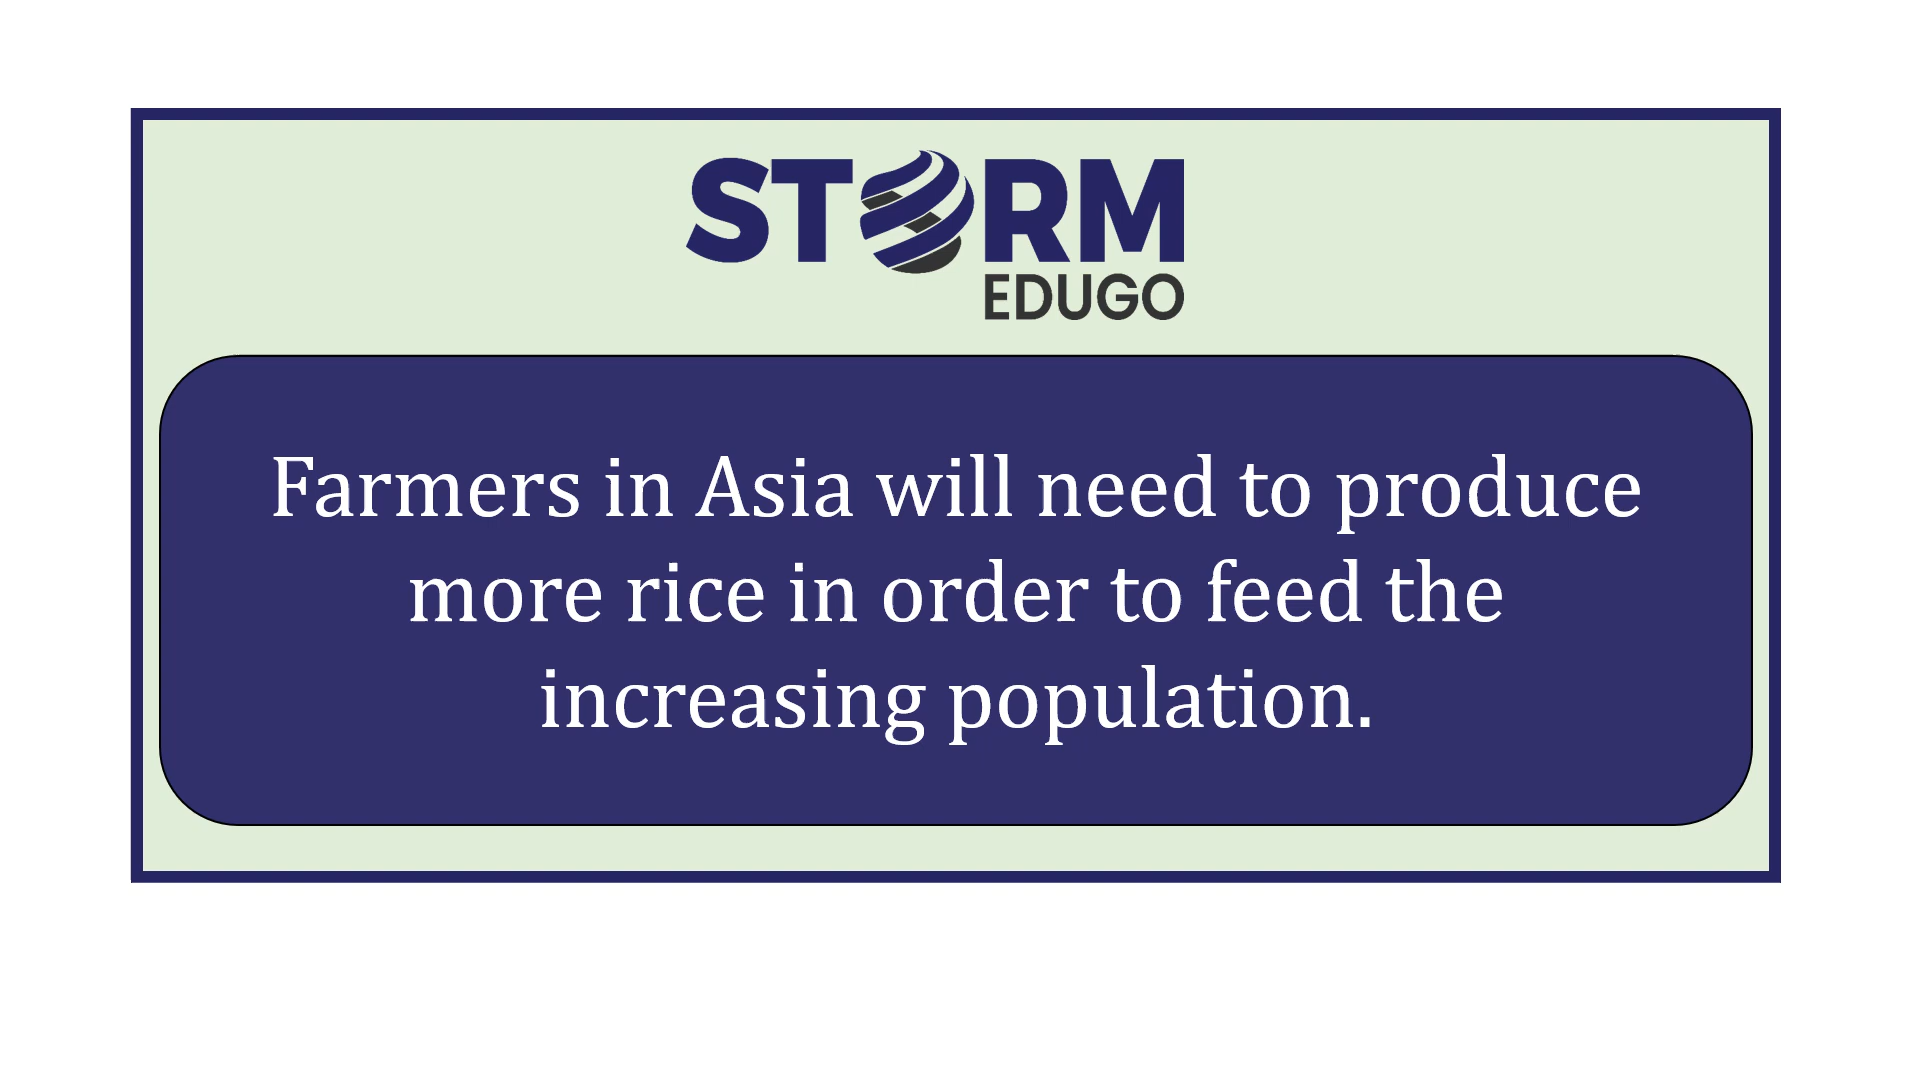 STORM
EDUGO
Farmers in Asia will need to produce
more rice in order to feed the
increasing population.